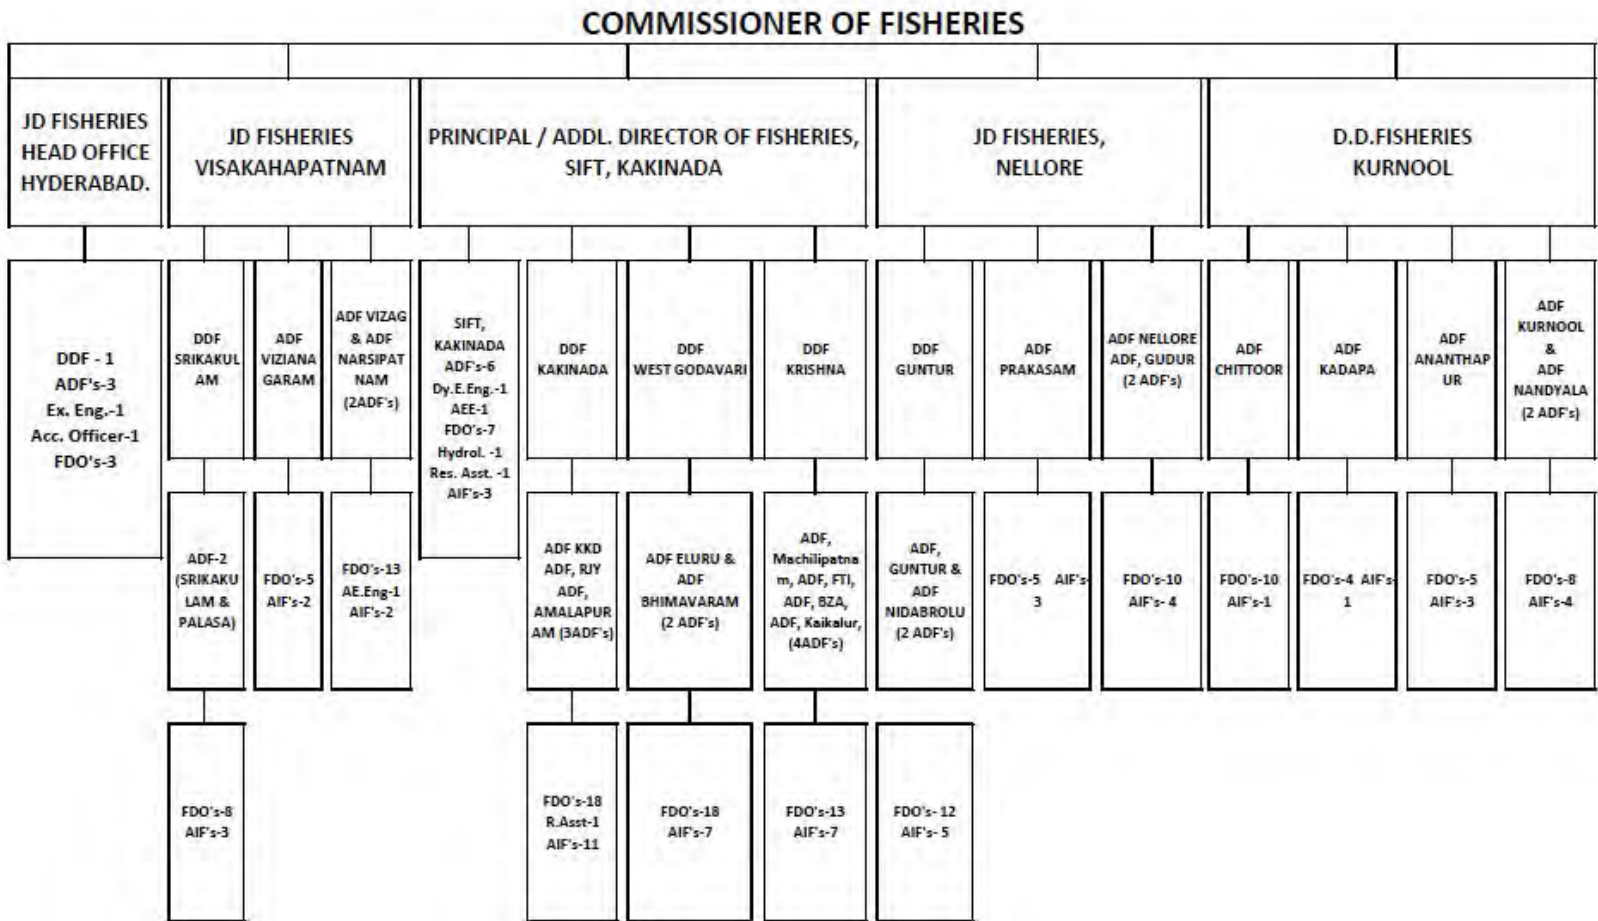 COMMISSIONER OF FISHERIES
JD FISHERIES
HEAD OFFICE
HYDERABAD.
JD FISHERIES
VISAKAHAPATNAM
PRINCIPAL / ADDL. DIRECTOR OF FISHERIES,
SIFT, KAKINADA
JD FISHERIES,
NELLORE
D.D.FISHERIES
KURNOOL
DDF - 1
ADF's-3
Ex. Eng.-1
Acc. Officer-1
FDO's-3
DDF
SRIKAKUL
AM
ADF
VIZIANA
GARAM
ADF VIZAG
& ADF
NARSIPAT
NAM
(2ADF's)
SIFT,
KAKINADA
ADF's-6
Dy.E.Eng.-1
AEE-1
FDO's-7
Hydrol. -1
Res. Asst. -1
AIF's-3
DDF
KAKINADA
DDF
WEST GODAVARI
DDF
KRISHNA
DDF
GUNTUR
ADF
PRAKASAM
ADF NELLORE
ADF, GUDUR
(2 ADF's)
ADF
CHITTOOR
ADF
KADAPA
ADF
ANANTHAP
UR
ADF
KURNOOL
&
ADF
NANDYALA
(2 ADF's)
ADF-2
(SRIKAKU
LAM &
PALASA)
FDO's-5
AIF's-2
FDO's-13
AE.Eng-1
AIF's-2
ADF KKD
ADF, RJY
ADF,
AMALAPUR
AM (3ADF's)
ADF ELURU &
ADF
BHIMAVARAM
(2 ADF's)
ADF,
Machilipatna
m, ADF, FTI,
ADF, BZA,
ADF, Kaikalur,
(4ADF's)
ADF,
GUNTUR &
ADF
NIDABROLU
(2 ADF's)
FDO's-5 AIF's-
3
FDO's-10
AIF's- 4
FDO's-10
AIF's-1
FDO's-4 AIF's-
1
FDO's-5
AIF's-3
FDO's-8
AIF's-4
FDO's-8
AIF's-3
FDO's-18
R.Asst-1
AIF's-11
FDO's-18
AIF's-7
FDO's-13
AIF's-7
FDO's- 12
AIF's- 5